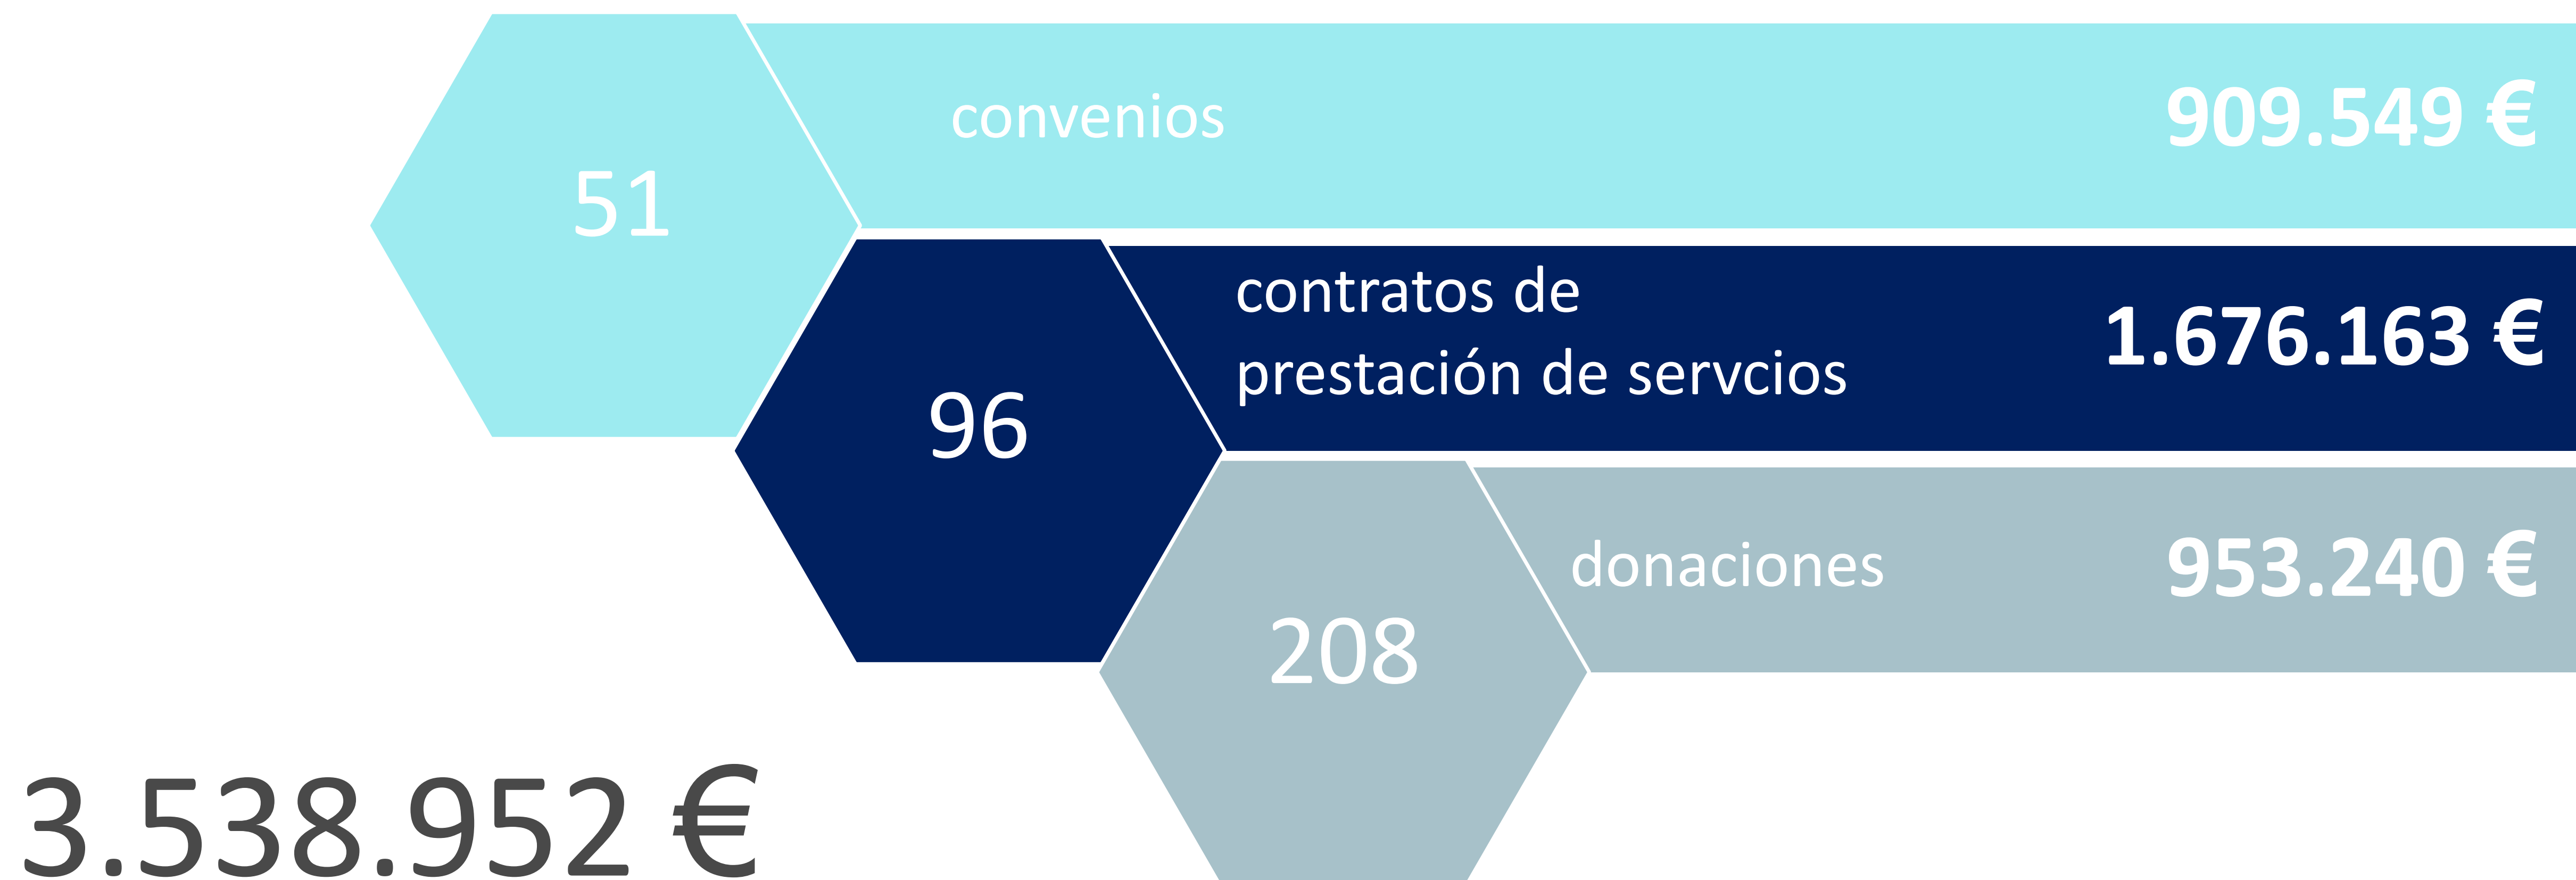 51
convenios
909.549 €
96
contratos de
prestación de servcios
1.676.163 €
208
donaciones
953.240 €
3.538.952 €